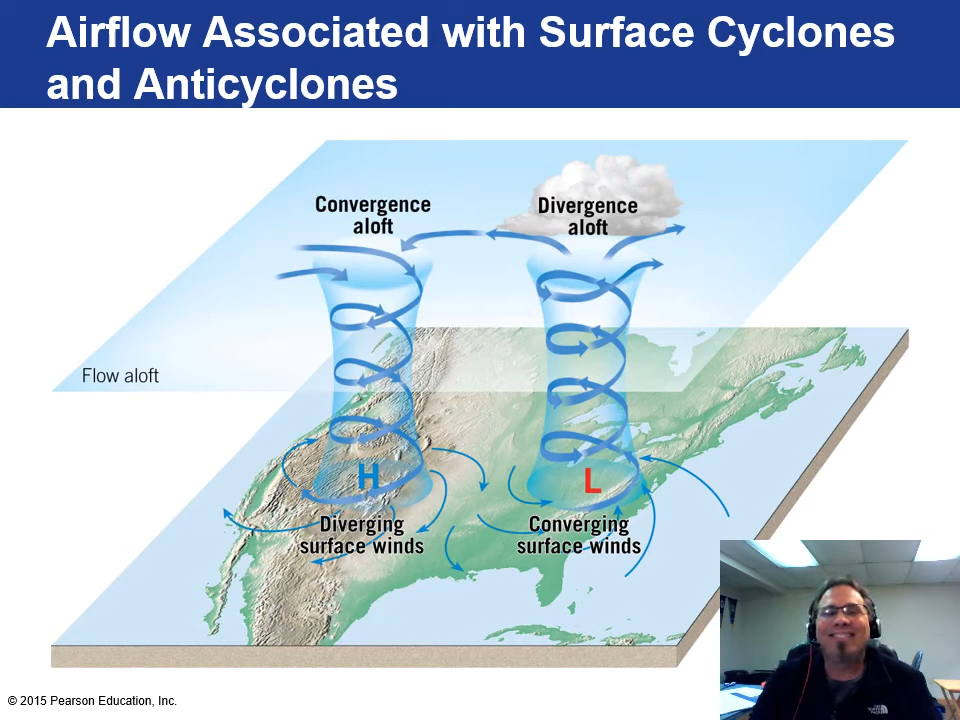 Airflow Associated with Surface Cyclones
and Anticyclones
Convergence
aloft
Divergence
aloft
Flow aloft
H
L
Diverging
surface winds
Converging
surface winds
© 2015 Pearson Education, Inc.